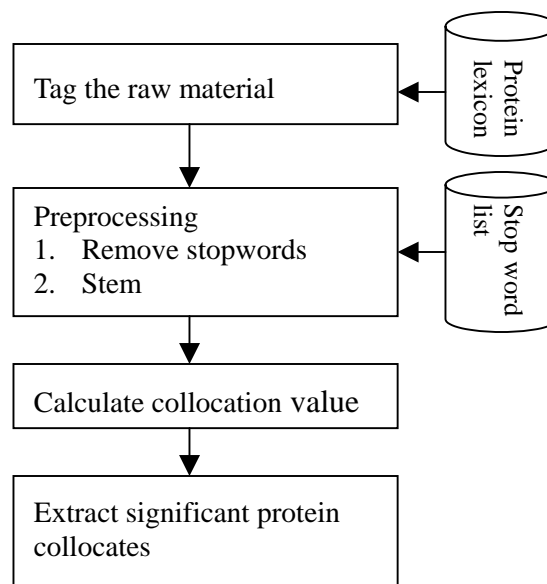 Tag the raw material
Protein
lexicon
Preprocessing
1. Remove stopwords
2. Stem
Stop word
list
Calculate collocation value
Extract significant protein
collocates